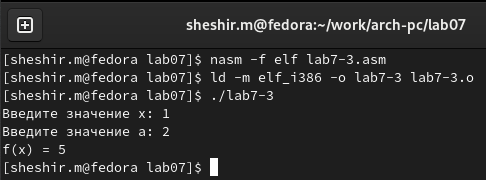 sheshir.m@fedora:~/work/arch-pc/lab07
[sheshir.m@fedora lab07]$ nasm -f elf lab7-3.asm
[sheshir.m@fedora lab07]$ ld -m elf_i386 -o lab7-3 lab7-3.o
[sheshir.m@fedora lab07]$ ./lab7-3
Введите значение x: 1
Введите значение a: 2
f(x) = 5
[sheshir.m@fedora lab07]$